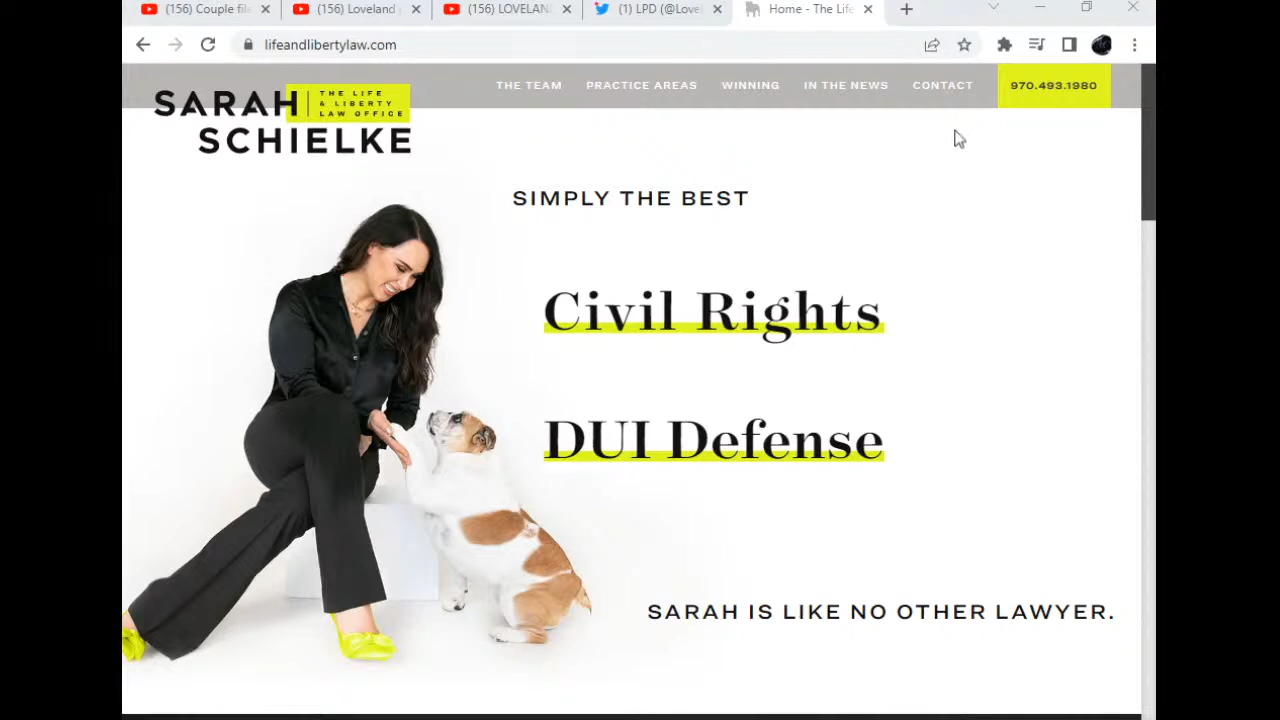 (156) Couple file
(156) Loveland
(156) LOVELAN
(1) LPD (@Love
Home - The Life
lifeandlibertylaw.com
SARAH
THE LIFE
& LIBERTY
LAW OFFICE
SCHIELKE
THE TEAM
PRACTICE AREAS
WINNING
IN THE NEWS
CONTACT
970.493.1980
SIMPLY THE BEST
Civil Rights
DUI Defense
SARAH IS LIKE NO OTHER LAWYER.